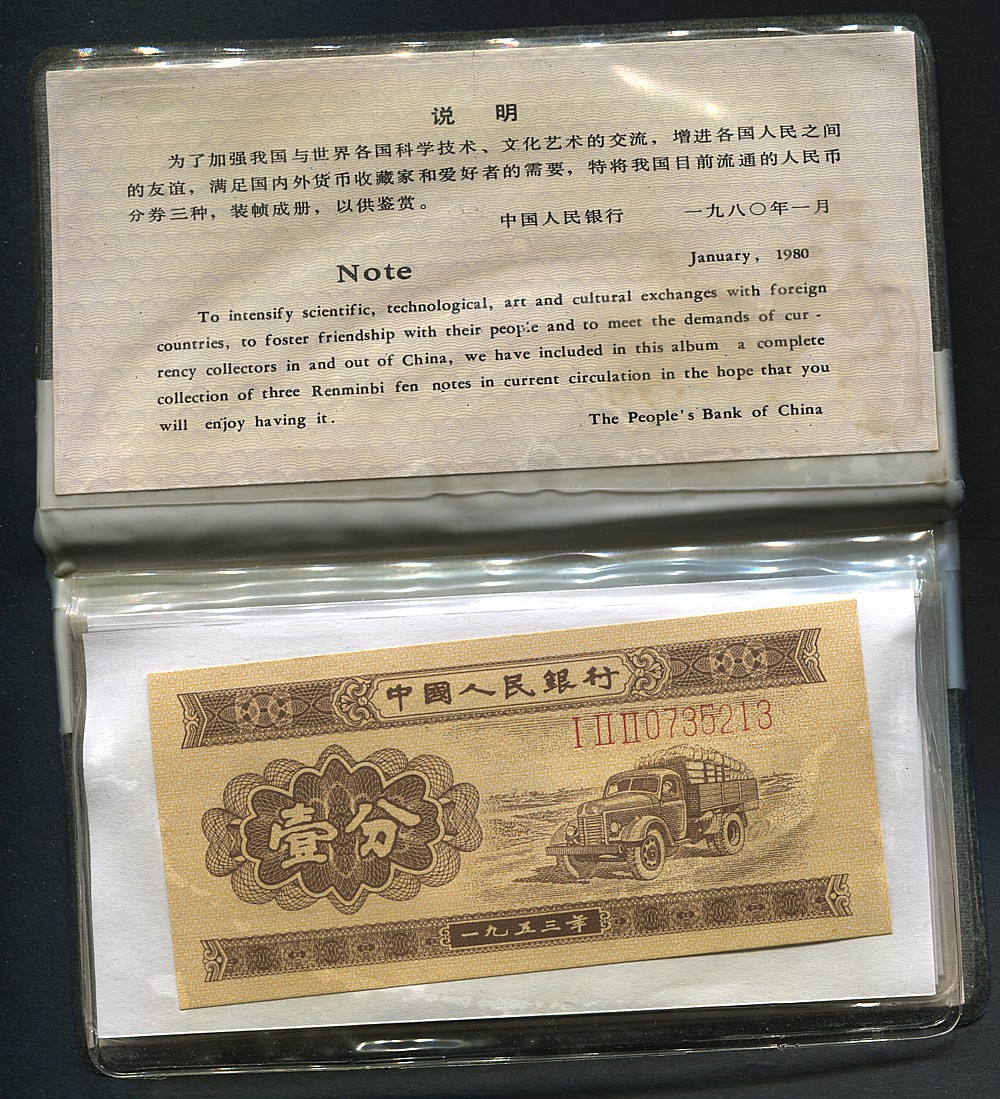 说 明
为了加强我国与世界各国科学技术、文化艺术的交流，增进各国人民之间
的友谊，满足国内外货币收藏家和爱好者的需要，特将我国目前流通的人民币
分券三种，装帧成册，以供鉴赏。
中国人民银行 一九八〇年一月
January, 1980
Note
To intensify scientific, technological, art and cultural exchanges with foreign
countries, to foster friendship with their people and to meet the demands of cur -
rency collectors in and out of China, we have included in this album a complete
collection of three Renminbi fen notes in current circulation in the hope that you
will enjoy having it.
The People's Bank of China
中國人民銀行
ⅠⅡⅡ0735213
壹分
一九五三年